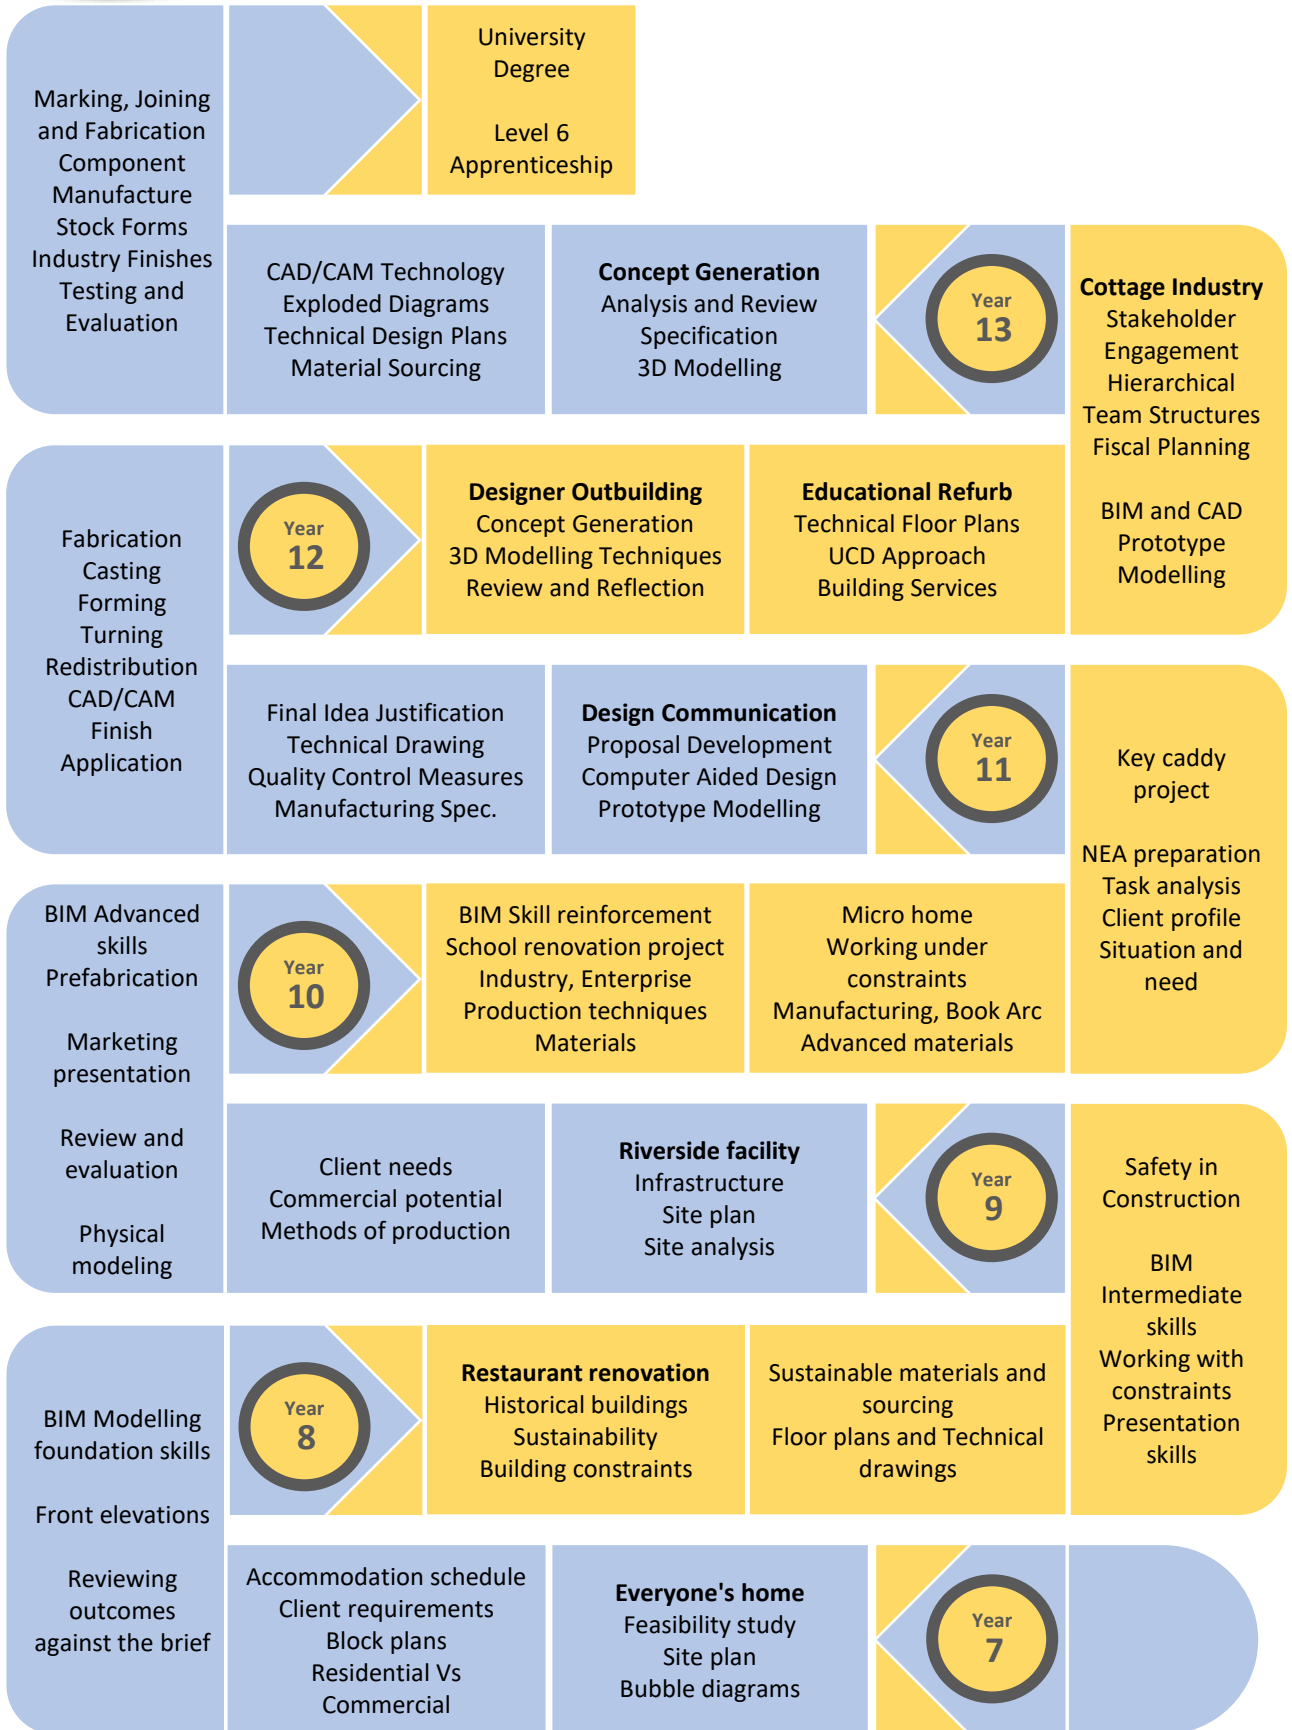 University
Degree
Level 6
Apprenticeship
Marking, Joining
and Fabrication
Component
Manufacture
Stock Forms
Industry Finishes
Testing and
Evaluation
CAD/CAM Technology
Exploded Diagrams
Technical Design Plans
Material Sourcing
Concept Generation
Analysis and Review
Specification
3D Modelling
Year
13
Cottage Industry
Stakeholder
Engagement
Hierarchical
Team Structures
Fiscal Planning
BIM and CAD
Prototype
Modelling
Fabrication
Casting
Forming
Turning
Redistribution
CAD/CAM
Finish
Application
Year
12
Designer Outbuilding
Concept Generation
3D Modelling Techniques
Review and Reflection
Educational Refurb
Technical Floor Plans
UCD Approach
Building Services
Final Idea Justification
Technical Drawing
Quality Control Measures
Manufacturing Spec.
Design Communication
Proposal Development
Computer Aided Design
Prototype Modelling
Year
11
Key caddy
project
NEA preparation
Task analysis
Client profile
Situation and
need
BIM Advanced
skills
Prefabrication
Marketing
presentation
Review and
evaluation
Physical
modeling
Year
10
BIM Skill reinforcement
School renovation project
Industry, Enterprise
Production techniques
Materials
Micro home
Working under
constraints
Manufacturing, Book Arc
Advanced materials
Client needs
Commercial potential
Methods of production
Riverside facility
Infrastructure
Site plan
Site analysis
Year
9
Safety in
Construction
BIM
Intermediate
skills
Working with
constraints
Presentation
skills
BIM Modelling
foundation skills
Front elevations
Reviewing
outcomes
against the brief
Year
8
Restaurant renovation
Historical buildings
Sustainability
Building constraints
Sustainable materials and
sourcing
Floor plans and Technical
drawings
Accommodation schedule
Client requirements
Block plans
Residential Vs
Commercial
Everyone's home
Feasibility study
Site plan
Bubble diagrams
Year
7